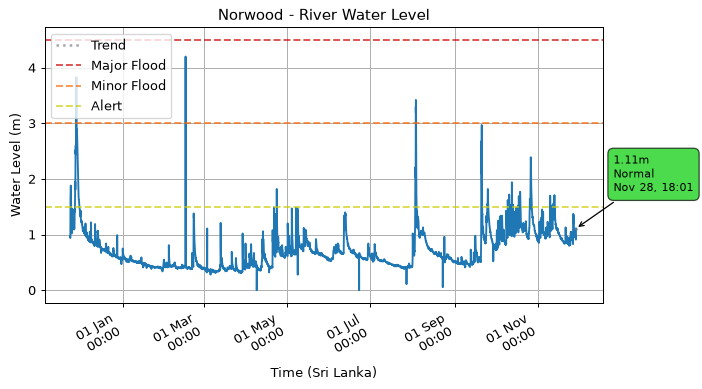 Norwood - River Water Level
Trend
Major Flood
Minor Flood
Alert
Water Level (m)
4
3
2
1
0
1.11m
Normal
Nov 28, 18:01
01 Jan
00:00
01 Mar
00:00
01 May
00:00
01 Jul
00:00
01 Sep
00:00
01 Nov
00:00
Time (Sri Lanka)